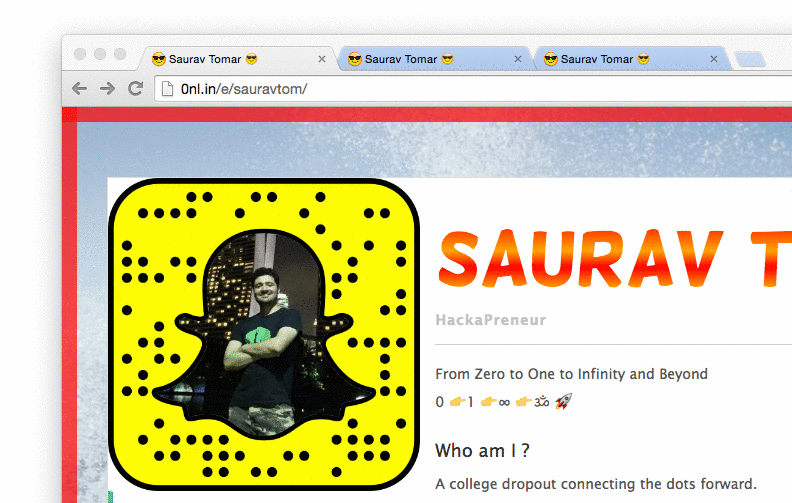 😎 Saurav Tomar 😎
😎 Saurav Tomar 😎
😎 Saurav Tomar 😎
0nl.in/e/sauravtom/
SAURAV T
HackaPreneur
From Zero to One to Infinity and Beyond
0 👉1 👉∞ 👉ॐ 🚀
Who am I ?
A college dropout connecting the dots forward.